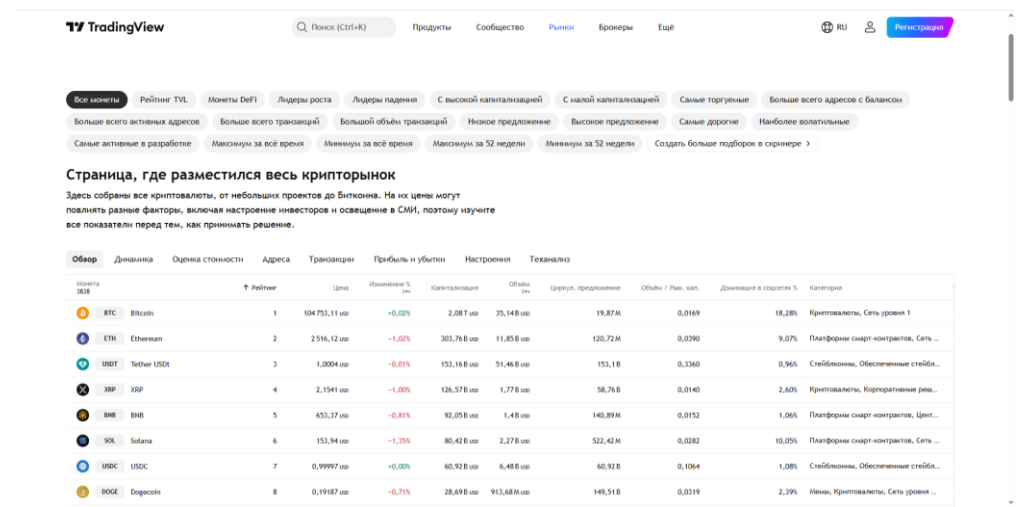 TradingView
Поиск (Ctrl+K)
Продукты Сообщество Рынки Брокеры Ещё
RU
Регистрация
Все монеты Рейтинг TVL Монеты DeFi Лидеры роста Лидеры падения С высокой капитализацией С малой капитализацией Самые торгуемые Больше всего адресов с балансом
Больше всего активных адресов Больше всего транзакций Большой объём транзакций Низкое предложение Высокое предложение Самые дорогие Наиболее волатильные
Самые активные в разработке Максимум за всё время Минимум за всё время Максимум за 52 недели Минимум за 52 недели Создать больше подборок в скринере
Страница, где разместился весь крипторынок
Здесь собраны все криптовалюты, от небольших проектов до Биткоина. На их цены могут
повлиять разные факторы, включая настроение инвесторов и освещение в СМИ, поэтому изучите
все показатели перед тем, как принимать решение.
Обзор Динамика Оценка стоимости Адреса Транзакции Прибыль и убытки Настроения Теханализ
Монета 3838 ↑ Рейтинг Цена Изменение % 24ч Капитализация Объём 24ч Циркул. предложение Объём / Рын. кап. Доминация в соцсетях % Категория
BTC Bitcoin 1 104 753,11 USD +0,02% 2,08 T USD 35,14 B USD 19,87 M 0,0169 18,28% Криптовалюты, Сеть уровня 1
ETH Ethereum 2 2 516,12 USD −1,02% 303,76 B USD 11,85 B USD 120,72 M 0,0390 9,07% Платформы смарт-контрактов, Сеть ...
USDT Tether USDt 3 1,0004 USD −0,01% 153,16 B USD 51,46 B USD 153,1 B 0,3360 0,96% Стейблкоины, Обеспеченные стейбл...
XRP XRP 4 2,1541 USD −1,00% 126,57 B USD 1,77 B USD 58,76 B 0,0140 2,60% Криптовалюты, Корпоративные реш...
BNB BNB 5 653,37 USD −0,81% 92,05 B USD 1,4 B USD 140,89 M 0,0152 1,06% Платформы смарт-контрактов, Цент...
SOL Solana 6 153,94 USD −1,35% 80,42 B USD 2,27 B USD 522,42 M 0,0282 10,05% Платформы смарт-контрактов, Сеть ...
USDC USDC 7 0,99997 USD +0,00% 60,92 B USD 6,48 B USD 60,92 B 0,1064 1,08% Стейблкоины, Обеспеченные стейбл...
DOGE Dogecoin 8 0,19187 USD −0,71% 28,69 B USD 913,68 M USD 149,51 B 0,0319 2,39% Мемы, Криптовалюты, Сеть уровня ...